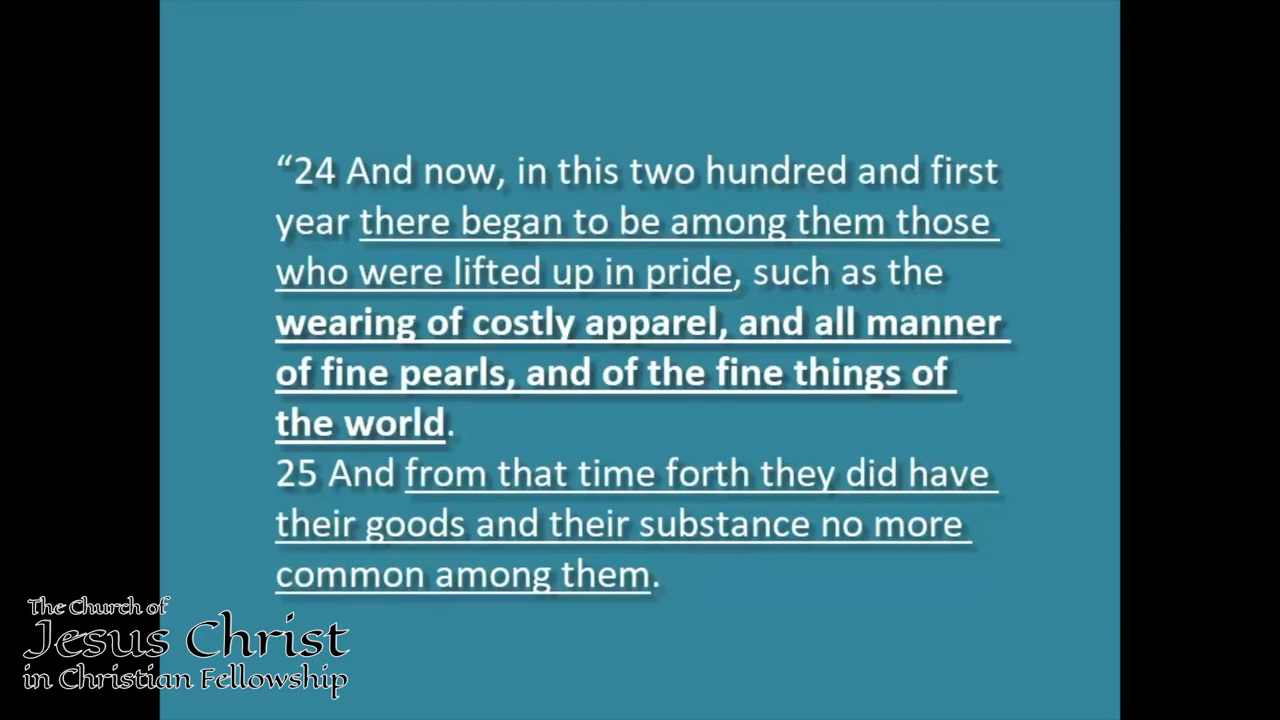 “24 And now, in this two hundred and first
year there began to be among them those
who were lifted up in pride, such as the
wearing of costly apparel, and all manner
of fine pearls, and of the fine things of
the world.
25 And from that time forth they did have
their goods and their substance no more
common among them.
The Church of
Jesus Christ
in Christian Fellowship